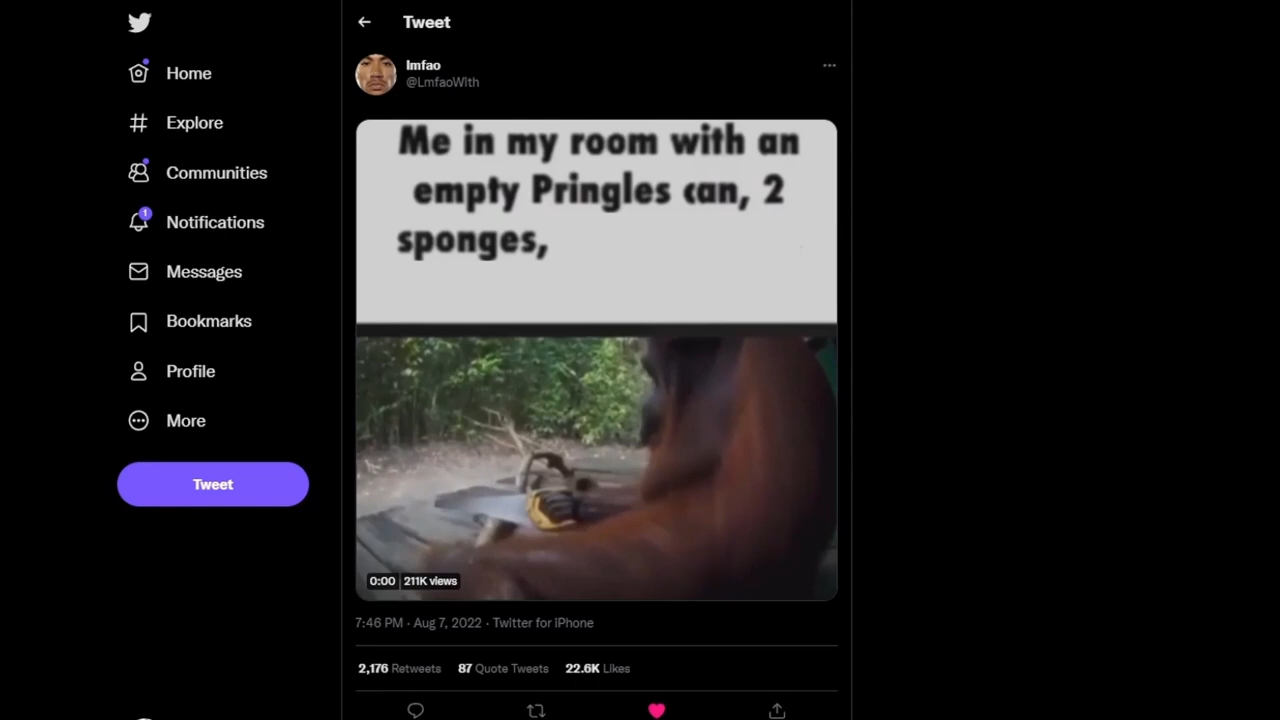 Tweet
Home
Explore
Communities
1
Notifications
Messages
Bookmarks
Profile
More
Tweet
lmfao
@LmfaoWith
Me in my room with an
empty Pringles can, 2
sponges,
0:00 211K views
7:46 PM · Aug 7, 2022 · Twitter for iPhone
2,176 Retweets 87 Quote Tweets 22.6K Likes